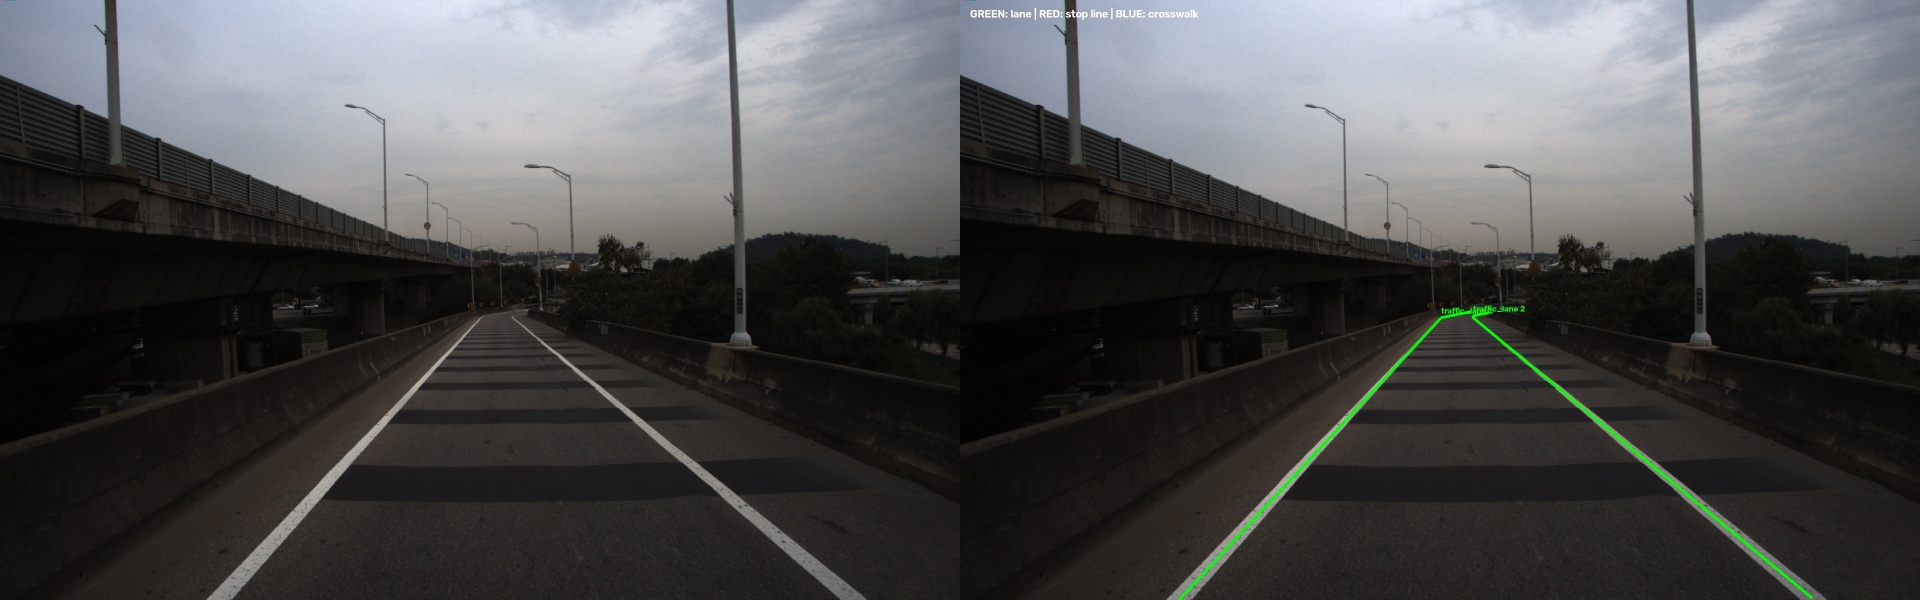 GREEN: lane | RED: stop line | BLUE: crosswalk
traffic_lane 2